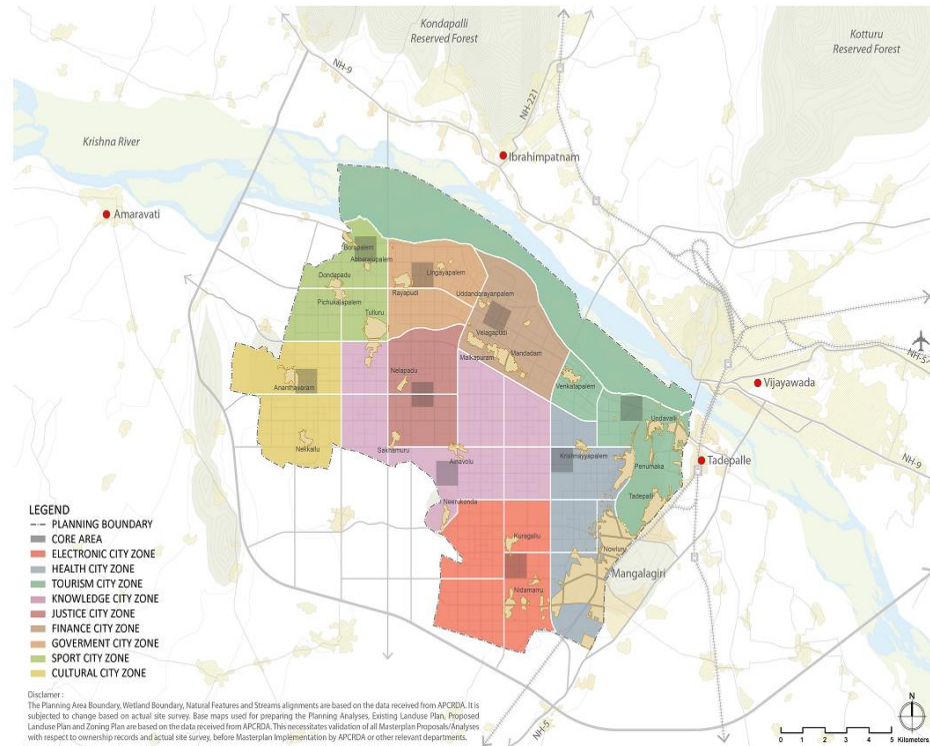 Kondapalli
Reserved Forest
Kotturu
Reserved Forest
NH-9
NH-221
Krishna River
Ibrahimpatnam
Amaravati
Borupalem
Abbarajupalem
Dondapadu
Lingayapalem
Rayapudi
Pichukalapalem
Uddandarayanpalem
Tulluru
Velagapudi
Malkapuram
Mandadam
NH-5
Nelapadu
Venkatapalem
Vijayawada
Ananthavaram
Undavalli
Nekkallu
Sakhamuru
Ainavolu
Krishnayyapalem
Penumaka
Tadepalle
NH-9
Tadepalli
Neerukonda
Kuragallu
Nowluru
Mangalagiri
Nidamarru
NH-5
LEGEND
PLANNING BOUNDARY
CORE AREA
ELECTRONIC CITY ZONE
HEALTH CITY ZONE
TOURISM CITY ZONE
KNOWLEDGE CITY ZONE
JUSTICE CITY ZONE
FINANCE CITY ZONE
GOVERMENT CITY ZONE
SPORT CITY ZONE
CULTURAL CITY ZONE
Disclamer :
The Planning Area Boundary, Wetland Boundary, Natural Features and Streams alignments are based on the data received from APCRDA. It is
subjected to change based on actual site survey. Base maps used for preparing the Planning Analyses, Existing Landuse Plan, Proposed
Landuse Plan and Zoning Plan are based on the data received from APCRDA. This necessitates validation of all Masterplan Proposals/Analyses
with respect to ownership records and actual site survey, before Masterplan Implementation by APCRDA or other relevant departments.
N
0 1 2 3 4 5 Kilometers